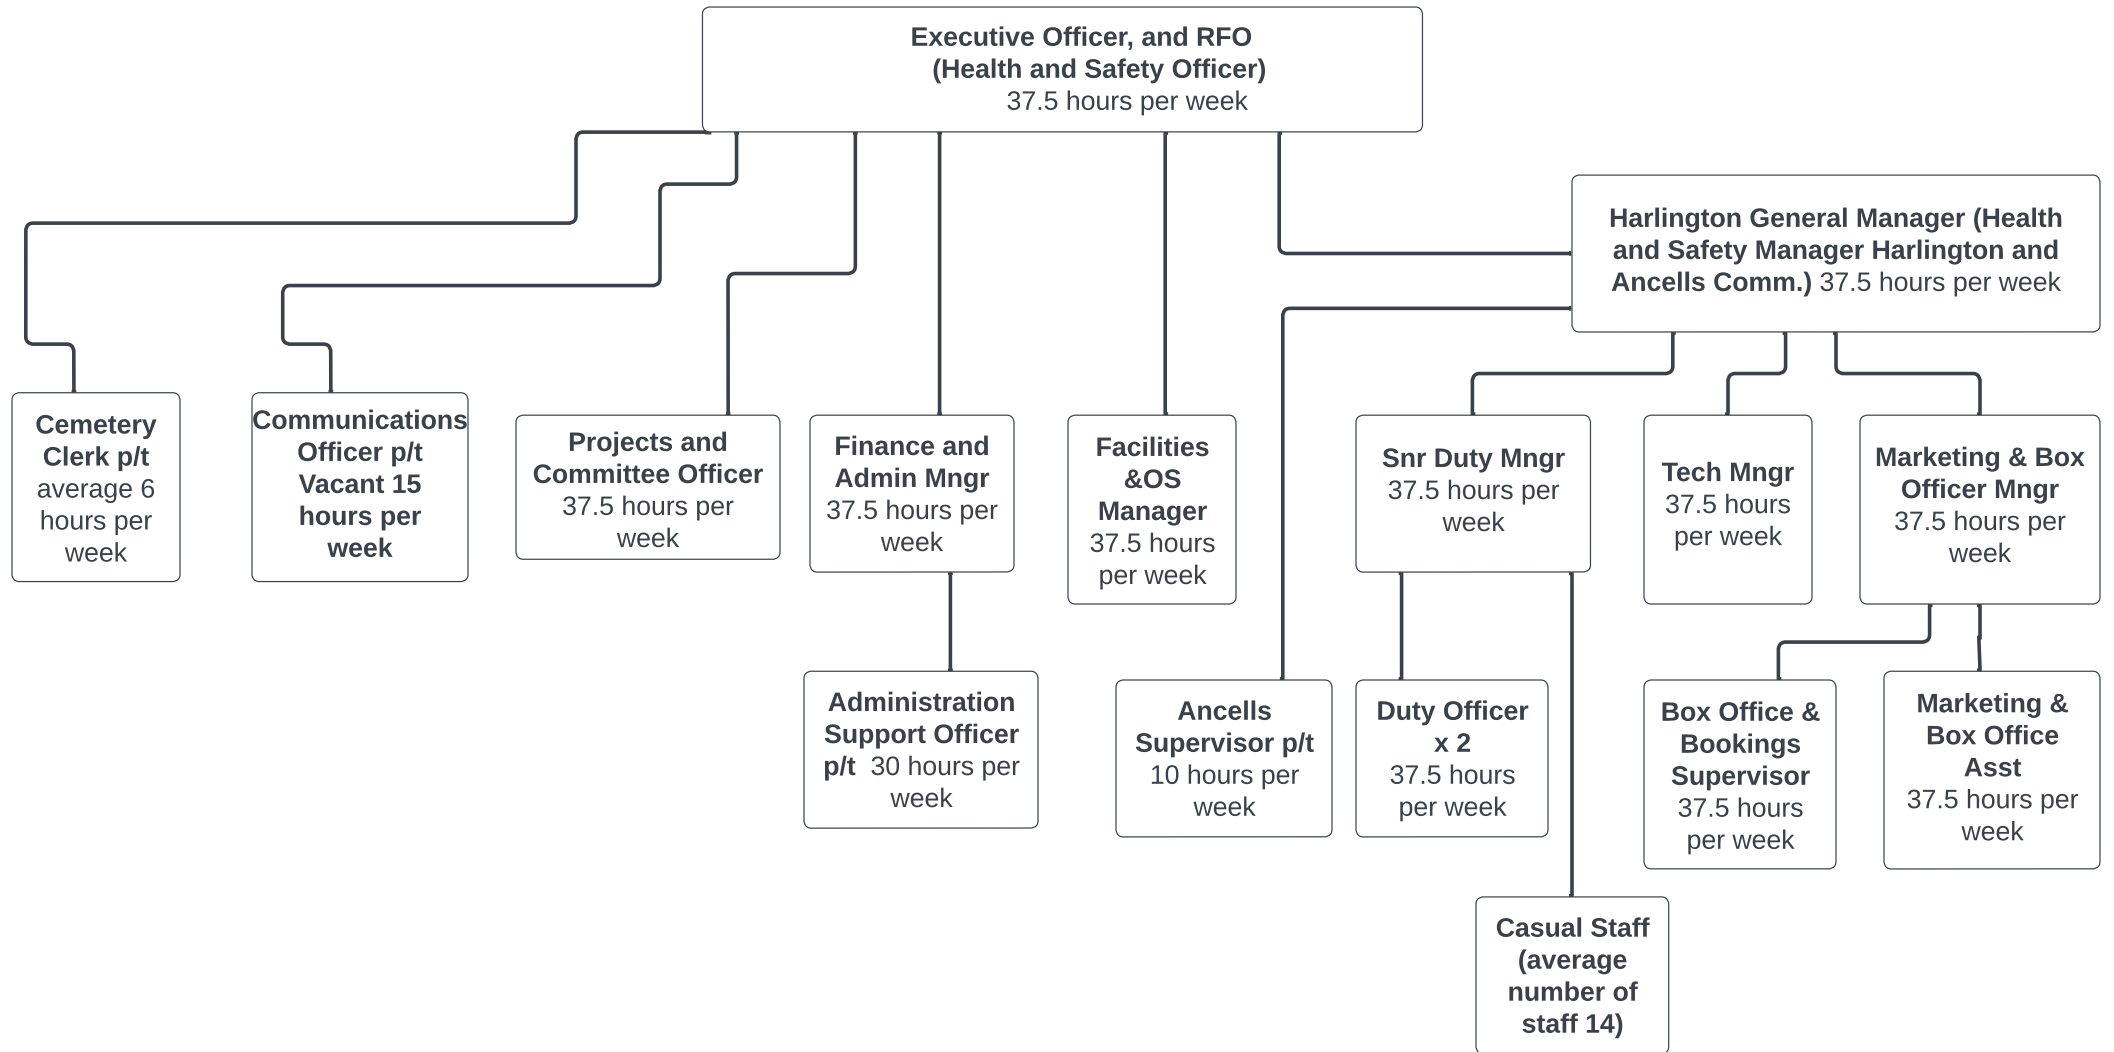 Executive Officer, and RFO
(Health and Safety Officer)
37.5 hours per week
Harlington General Manager (Health
and Safety Manager Harlington and
Ancells Comm.) 37.5 hours per week
Cemetery
Clerk p/t
average 6
hours per
week
Communications
Officer p/t
Vacant 15
hours per
week
Projects and
Committee Officer
37.5 hours per
week
Finance and
Admin Mngr
37.5 hours per
week
Facilities
&OS
Manager
37.5 hours
per week
Snr Duty Mngr
37.5 hours per
week
Tech Mngr
37.5 hours
per week
Marketing & Box
Officer Mngr
37.5 hours per
week
Administration
Support Officer
p/t 30 hours per
week
Ancells
Supervisor p/t
10 hours per
week
Duty Officer
x 2
37.5 hours
per week
Box Office &
Bookings
Supervisor
37.5 hours
per week
Marketing &
Box Office
Asst
37.5 hours per
week
Casual Staff
(average
number of
staff 14)